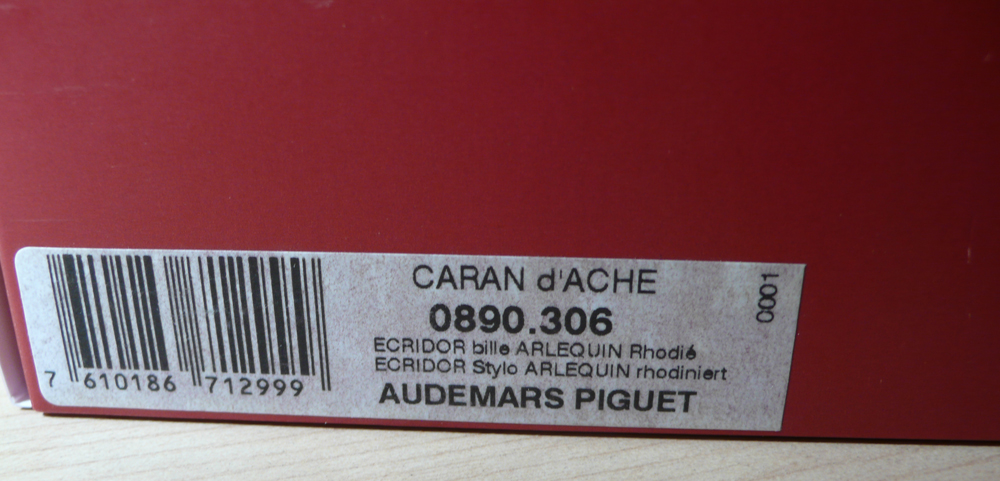 CARAN d'ACHE
0890.306
ECRIDOR bille ARLEQUIN Rhodié
ECRIDOR Stylo ARLEQUIN rhodiniert
AUDEMARS PIGUET
0001
7 610186 712999